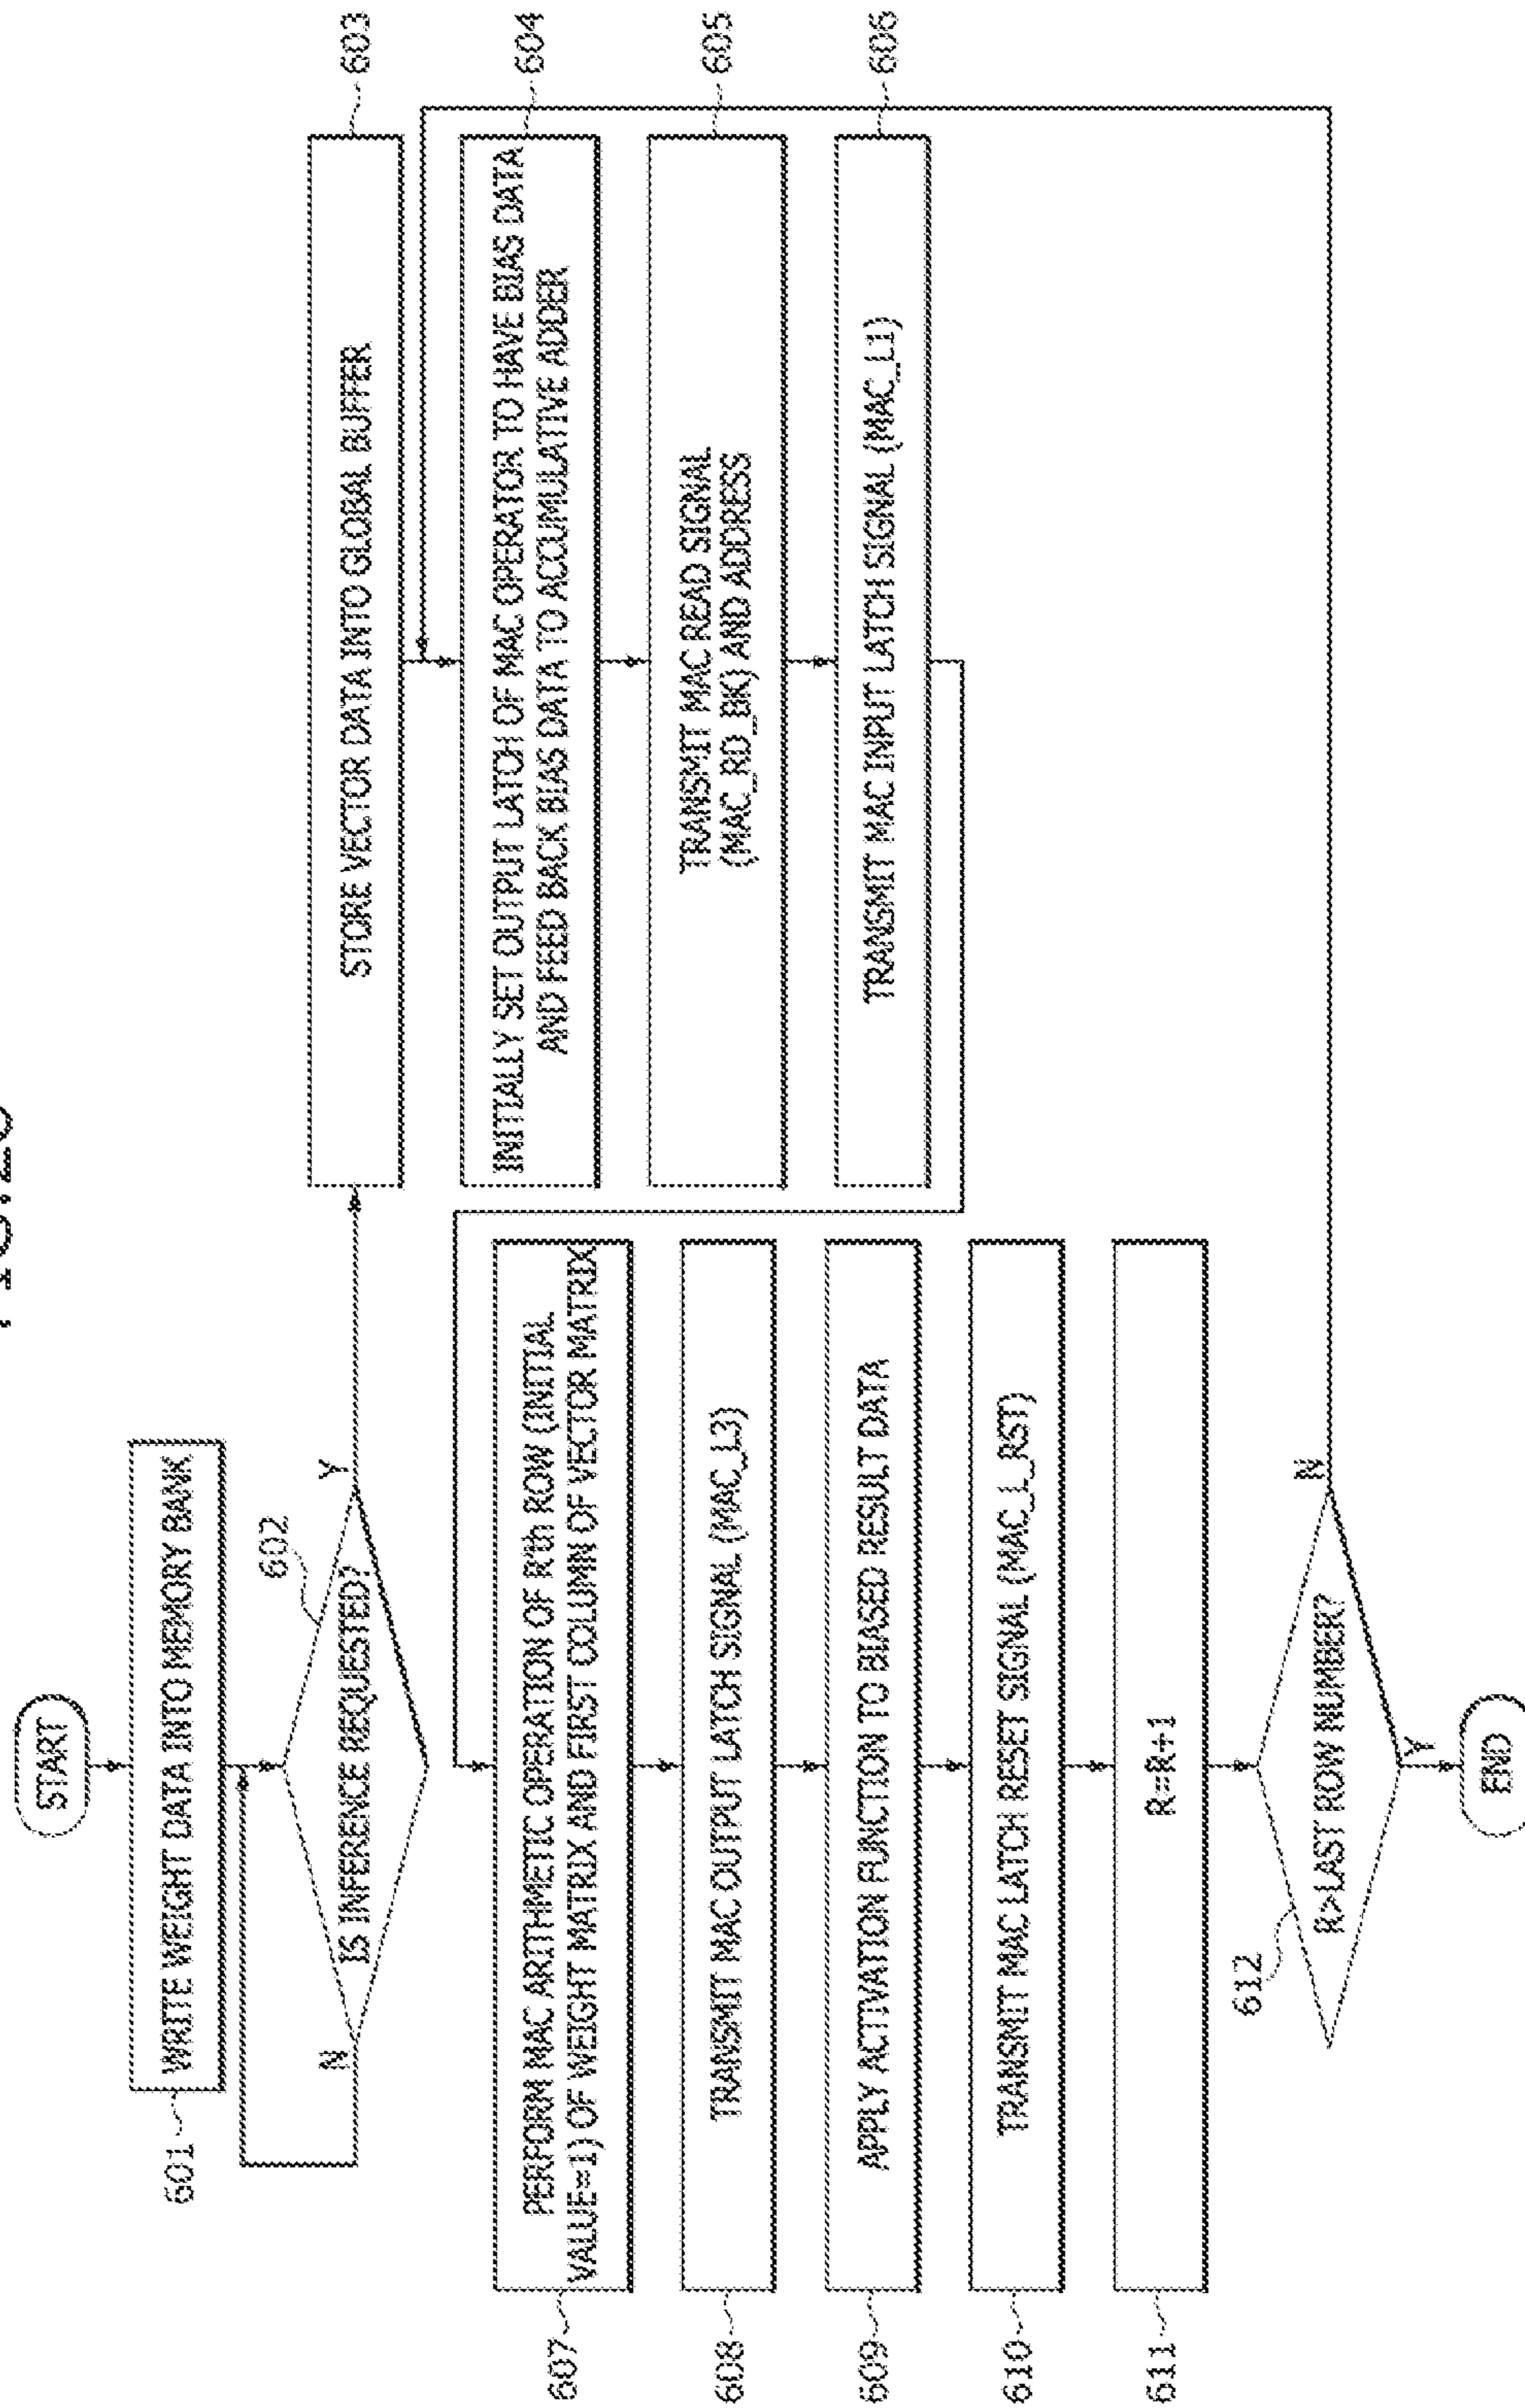 START
601
WRITE WEIGHT DATA INTO MEMORY BANK
602
IS INFERENCE REQUESTED?
N
Y
STORE VECTOR DATA INTO GLOBAL BUFFER
603
INITIALLY SET OUTPUT LATCH OF MAC OPERATOR TO HAVE BIAS DATA
AND FEED BACK BIAS DATA TO ACCUMULATIVE ADDER
604
TRANSMIT MAC READ SIGNAL
(MAC_RD_BK) AND ADDRESS
605
TRANSMIT MAC INPUT LATCH SIGNAL (MAC_L1)
606
607
PERFORM MAC ARITHMETIC OPERATION OF R'th ROW (INITIAL
VALUE=1) OF WEIGHT MATRIX AND FIRST COLUMN OF VECTOR MATRIX
608
TRANSMIT MAC OUTPUT LATCH SIGNAL (MAC_L3)
609
APPLY ACTIVATION FUNCTION TO BIASED RESULT DATA
610
TRANSMIT MAC LATCH RESET SIGNAL (MAC_L_RST)
611
R=R+1
612
R>LAST ROW NUMBER?
N
Y
END